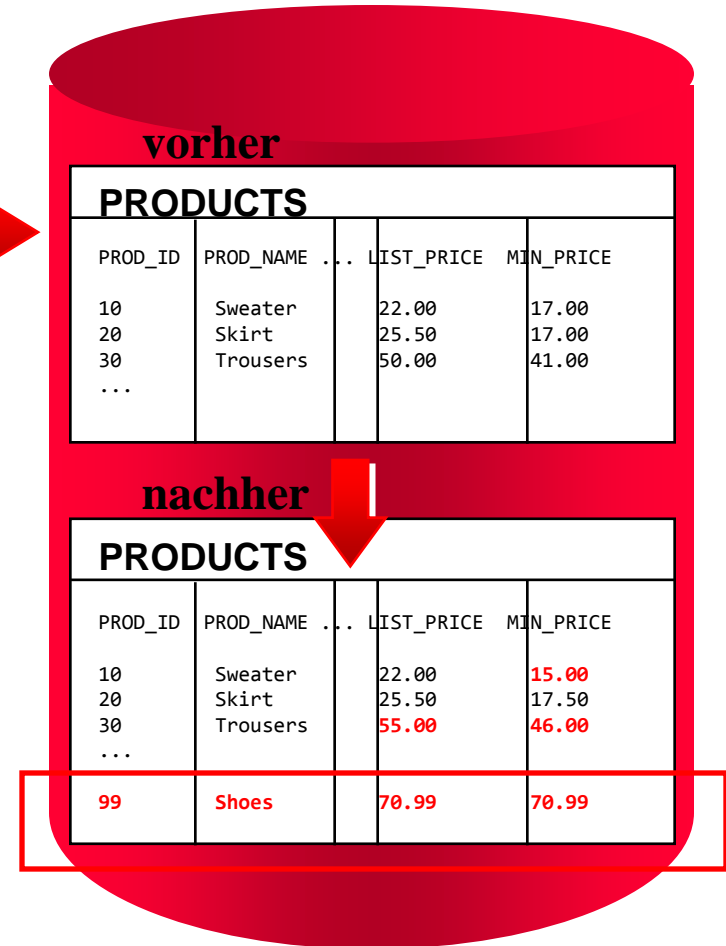 vorher
PRODUCTS
PROD_ID PROD_NAME ... LIST_PRICE MIN_PRICE
10 Sweater 22.00 17.00
20 Skirt 25.50 17.00
30 Trousers 50.00 41.00
...
nachher
PRODUCTS
PROD_ID PROD_NAME ... LIST_PRICE MIN_PRICE
10 Sweater 22.00 15.00
20 Skirt 25.50 17.50
30 Trousers 55.00 46.00
...
99 Shoes 70.99 70.99